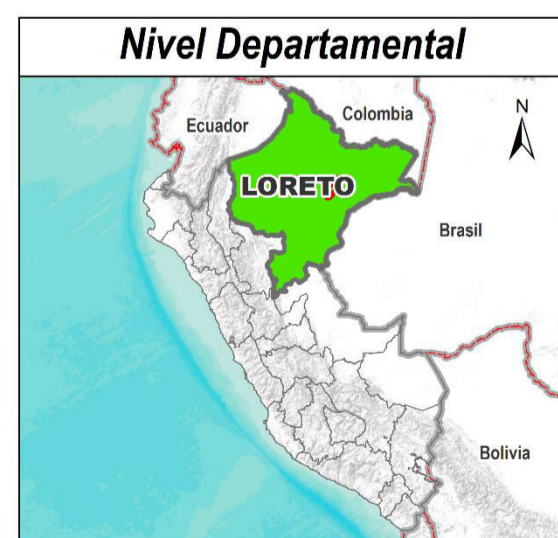 Nivel Departamental
N
Colombia
Ecuador
LORETO
Brasil
Bolivia